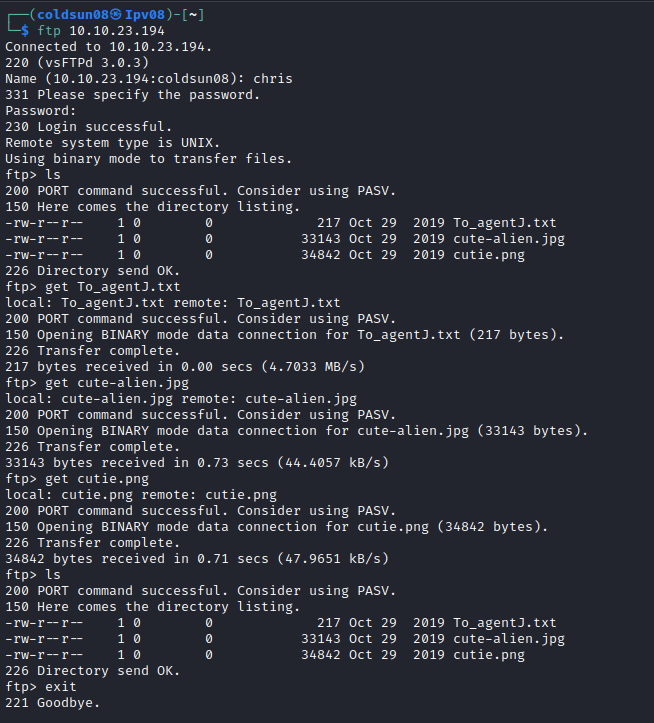 ┌──(coldsun08㉿Ipv08)-[~]
└─$ ftp 10.10.23.194
Connected to 10.10.23.194.
220 (vsFTPd 3.0.3)
Name (10.10.23.194:coldsun08): chris
331 Please specify the password.
Password:
230 Login successful.
Remote system type is UNIX.
Using binary mode to transfer files.
ftp> ls
200 PORT command successful. Consider using PASV.
150 Here comes the directory listing.
-rw-r--r--    1 0        0             217 Oct 29  2019 To_agentJ.txt
-rw-r--r--    1 0        0           33143 Oct 29  2019 cute-alien.jpg
-rw-r--r--    1 0        0           34842 Oct 29  2019 cutie.png
226 Directory send OK.
ftp> get To_agentJ.txt
local: To_agentJ.txt remote: To_agentJ.txt
200 PORT command successful. Consider using PASV.
150 Opening BINARY mode data connection for To_agentJ.txt (217 bytes).
226 Transfer complete.
217 bytes received in 0.00 secs (4.7033 MB/s)
ftp> get cute-alien.jpg
local: cute-alien.jpg remote: cute-alien.jpg
200 PORT command successful. Consider using PASV.
150 Opening BINARY mode data connection for cute-alien.jpg (33143 bytes).
226 Transfer complete.
33143 bytes received in 0.73 secs (44.4057 kB/s)
ftp> get cutie.png
local: cutie.png remote: cutie.png
200 PORT command successful. Consider using PASV.
150 Opening BINARY mode data connection for cutie.png (34842 bytes).
226 Transfer complete.
34842 bytes received in 0.71 secs (47.9651 kB/s)
ftp> ls
200 PORT command successful. Consider using PASV.
150 Here comes the directory listing.
-rw-r--r--    1 0        0             217 Oct 29  2019 To_agentJ.txt
-rw-r--r--    1 0        0           33143 Oct 29  2019 cute-alien.jpg
-rw-r--r--    1 0        0           34842 Oct 29  2019 cutie.png
226 Directory send OK.
ftp> exit
221 Goodbye.